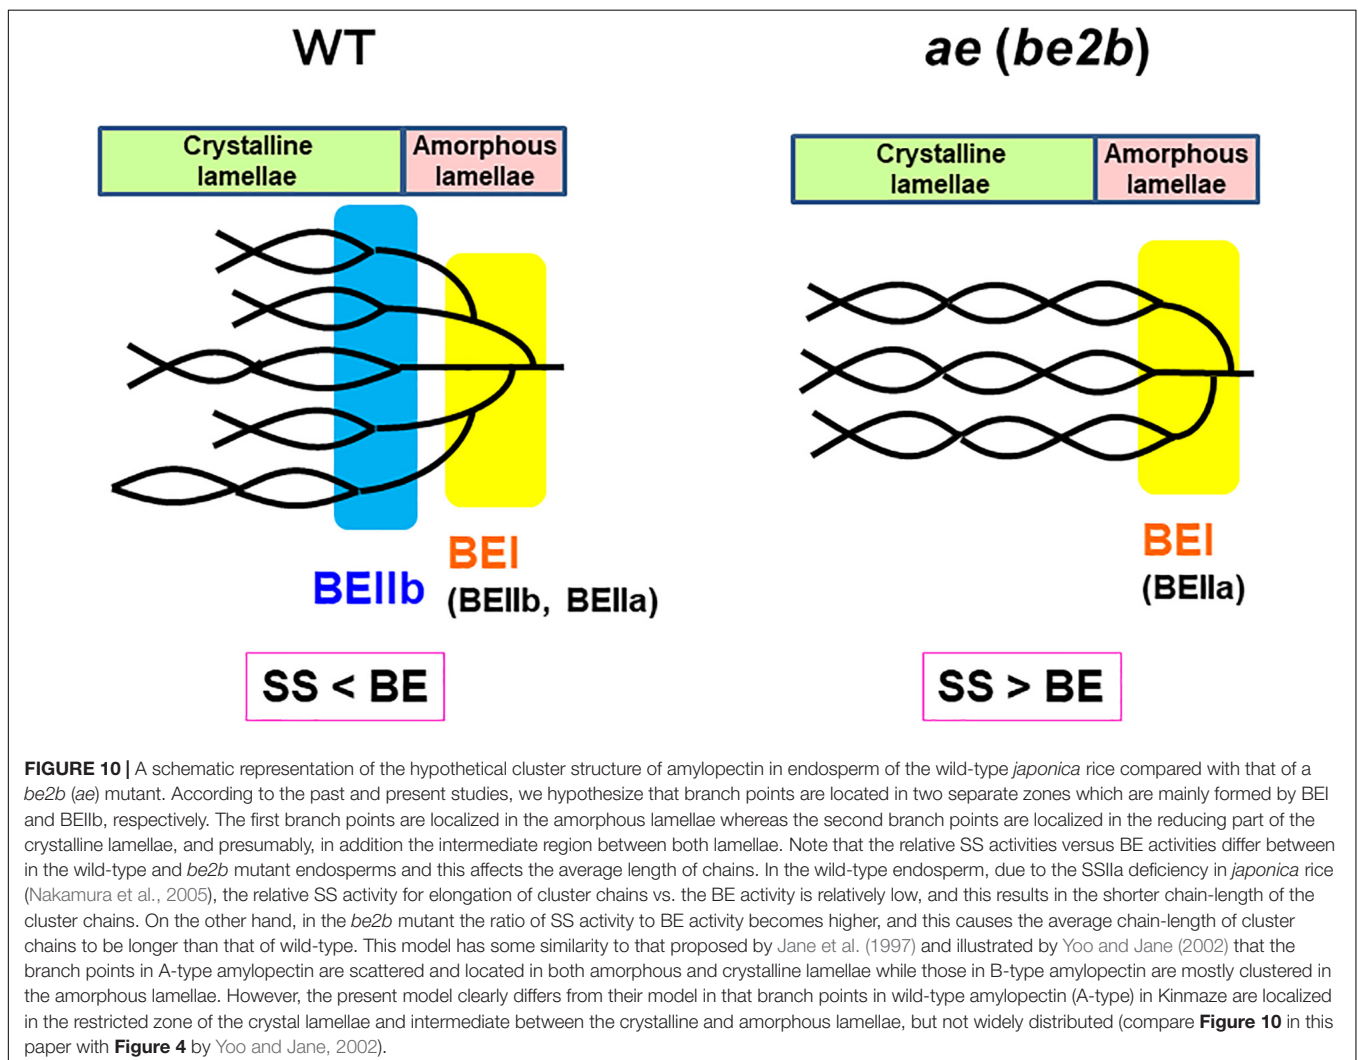 WT
ae (be2b)
Crystalline
lamellae
Amorphous
lamellae
Crystalline
lamellae
Amorphous
lamellae
BEIIb
BEI
(BEIIb, BEIIa)
BEI
(BEIIa)
SS < BE
SS > BE
FIGURE 10 | A schematic representation of the hypothetical cluster structure of amylopectin in endosperm of the wild-type japonica rice compared with that of a
be2b (ae) mutant. According to the past and present studies, we hypothesize that branch points are located in two separate zones which are mainly formed by BEI
and BEIIb, respectively. The first branch points are localized in the amorphous lamellae whereas the second branch points are localized in the reducing part of the
crystalline lamellae, and presumably, in addition the intermediate region between both lamellae. Note that the relative SS activities versus BE activities differ between
in the wild-type and be2b mutant endosperms and this affects the average length of chains. In the wild-type endosperm, due to the SSIIa deficiency in japonica rice
(Nakamura et al., 2005), the relative SS activity for elongation of cluster chains vs. the BE activity is relatively low, and this results in the shorter chain-length of the
cluster chains. On the other hand, in the be2b mutant the ratio of SS activity to BE activity becomes higher, and this causes the average chain-length of cluster
chains to be longer than that of wild-type. This model has some similarity to that proposed by Jane et al. (1997) and illustrated by Yoo and Jane (2002) that the
branch points in A-type amylopectin are scattered and located in both amorphous and crystalline lamellae while those in B-type amylopectin are mostly clustered in
the amorphous lamellae. However, the present model clearly differs from their model in that branch points in wild-type amylopectin (A-type) in Kinmaze are localized
in the restricted zone of the crystal lamellae and intermediate between the crystalline and amorphous lamellae, but not widely distributed (compare Figure 10 in this
paper with Figure 4 by Yoo and Jane, 2002).